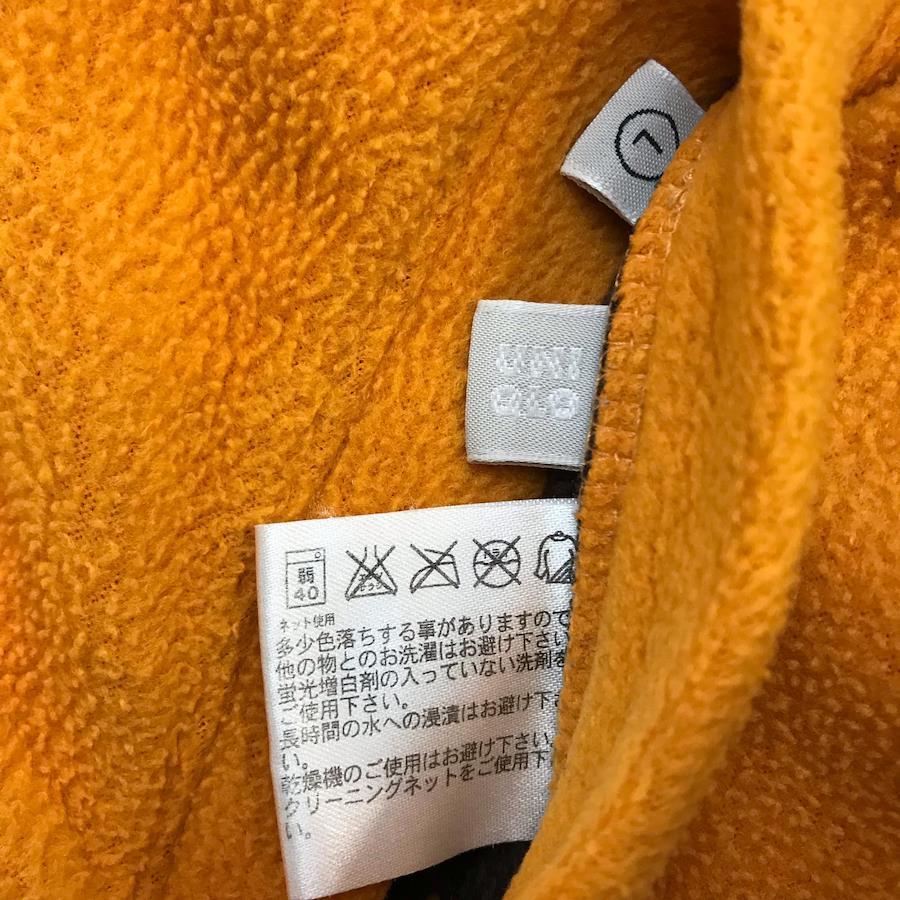 弱
40
ネット使用
多少色落ちする事がありますので
他の物とのお洗濯はお避け下さい
蛍光増白剤の入っていない洗剤を
ご使用下さい。
長時間の水への浸漬はお避け下さ
い。
乾燥機のご使用はお避け下さい
クリーニングネットをご使用下
い。